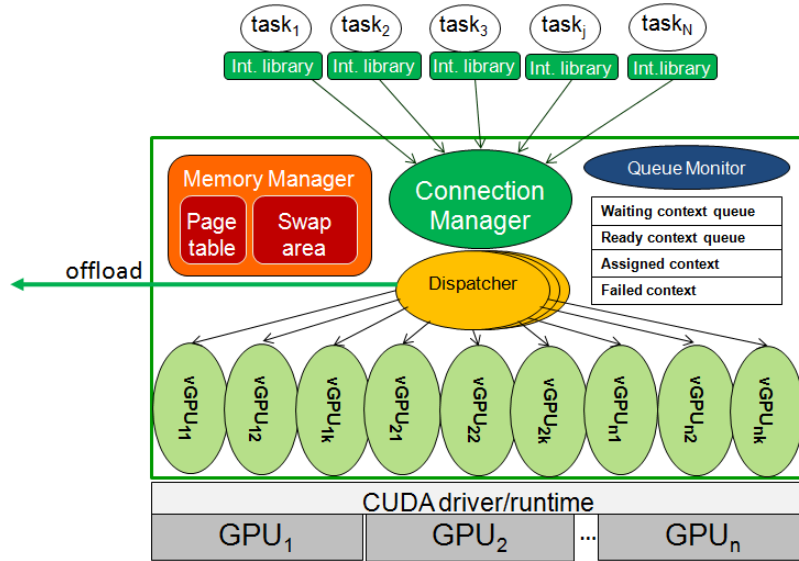 task₁ task₂ task₃ taskⱼ task_N
Int. library Int. library Int. library Int. library Int.library
Memory Manager
Page table
Swap area
Connection Manager
Queue Monitor
Waiting context queue
Ready context queue
Assigned context
Failed context
offload
Dispatcher
vGPU₁₁ vGPU₁₂ vGPU₁ₖ vGPU₂₁ vGPU₂₂ vGPU₂ₖ vGPUₙ₁ vGPUₙ₂ vGPUₙₖ
CUDA driver/runtime
GPU₁ GPU₂ ... GPUₙ